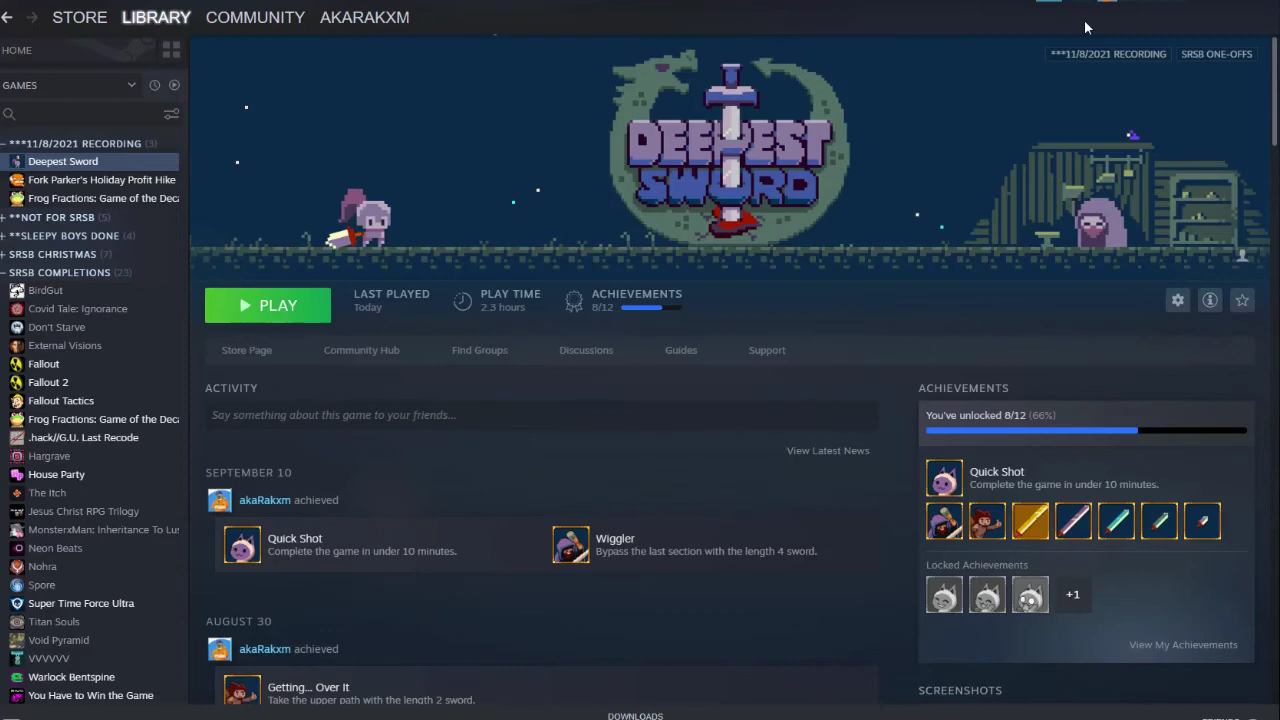 STORE LIBRARY COMMUNITY AKARAKXM
HOME
GAMES
***11/8/2021 RECORDING (3)
Deepest Sword
Fork Parker's Holiday Profit Hike
Frog Fractions: Game of the Deca
**NOT FOR SRSB (5)
**SLEEPY BOYS DONE (4)
SRSB CHRISTMAS (7)
SRSB COMPLETIONS (23)
BirdGut
Covid Tale: Ignorance
Don't Starve
External Visions
Fallout
Fallout 2
Fallout Tactics
Frog Fractions: Game of the Deca
.hack//G.U. Last Recode
Hargrave
House Party
The Itch
Jesus Christ RPG Trilogy
MonsterxMan: Inheritance To Lus
Neon Beats
Nohra
Spore
Super Time Force Ultra
Titan Souls
Void Pyramid
VVVVVV
Warlock Bentspine
You Have to Win the Game
***11/8/2021 RECORDING SRSB ONE-OFFS
DEEPEST
SWORD
PLAY
LAST PLAYED
Today
PLAY TIME
2.3 hours
ACHIEVEMENTS
8/12
Store Page Community Hub Find Groups Discussions Guides Support
ACTIVITY
Say something about this game to your friends...
View Latest News
SEPTEMBER 10
akaRakxm achieved
Quick Shot
Complete the game in under 10 minutes.
Wiggler
Bypass the last section with the length 4 sword.
AUGUST 30
akaRakxm achieved
Getting... Over It
Take the upper path with the length 2 sword.
ACHIEVEMENTS
You've unlocked 8/12 (66%)
Quick Shot
Complete the game in under 10 minutes.
Locked Achievements
+1
View My Achievements
SCREENSHOTS
DOWNLOADS